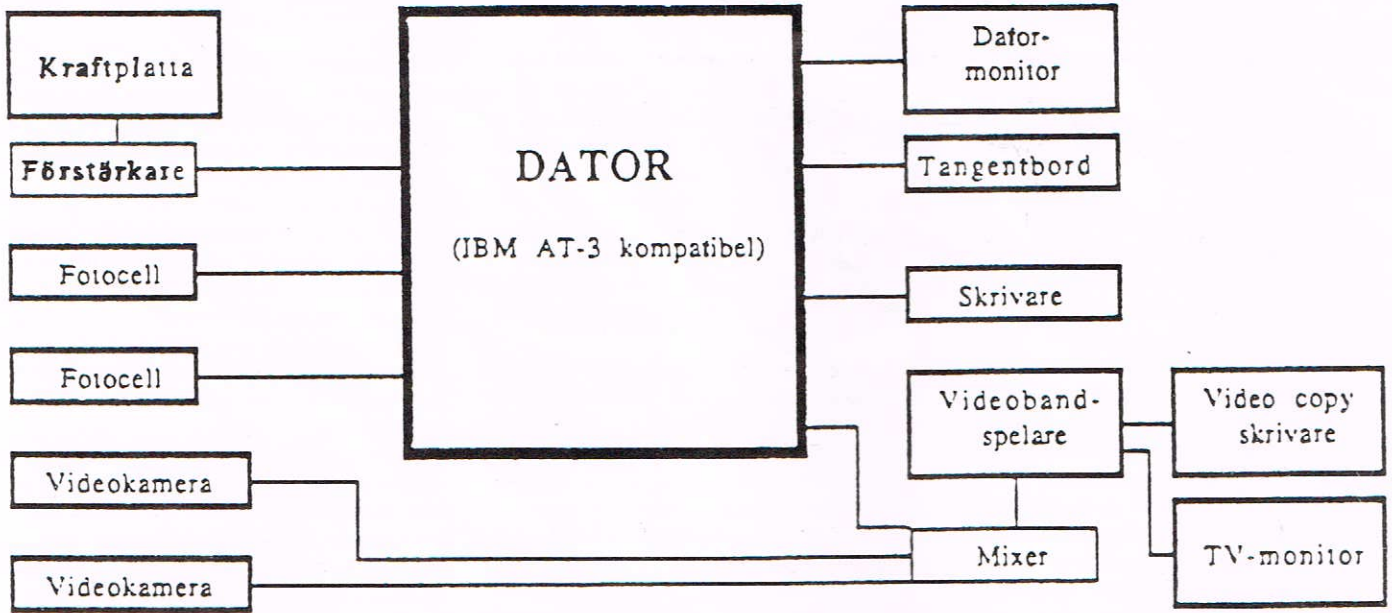 Kraftplatta
Förstärkare
Fotocell
Fotocell
Videokamera
Videokamera
DATOR
(IBM AT-3 kompatibel)
Dator-
monitor
Tangentbord
Skrivare
Videoband-
spelare
Mixer
Video copy
skrivare
TV-monitor